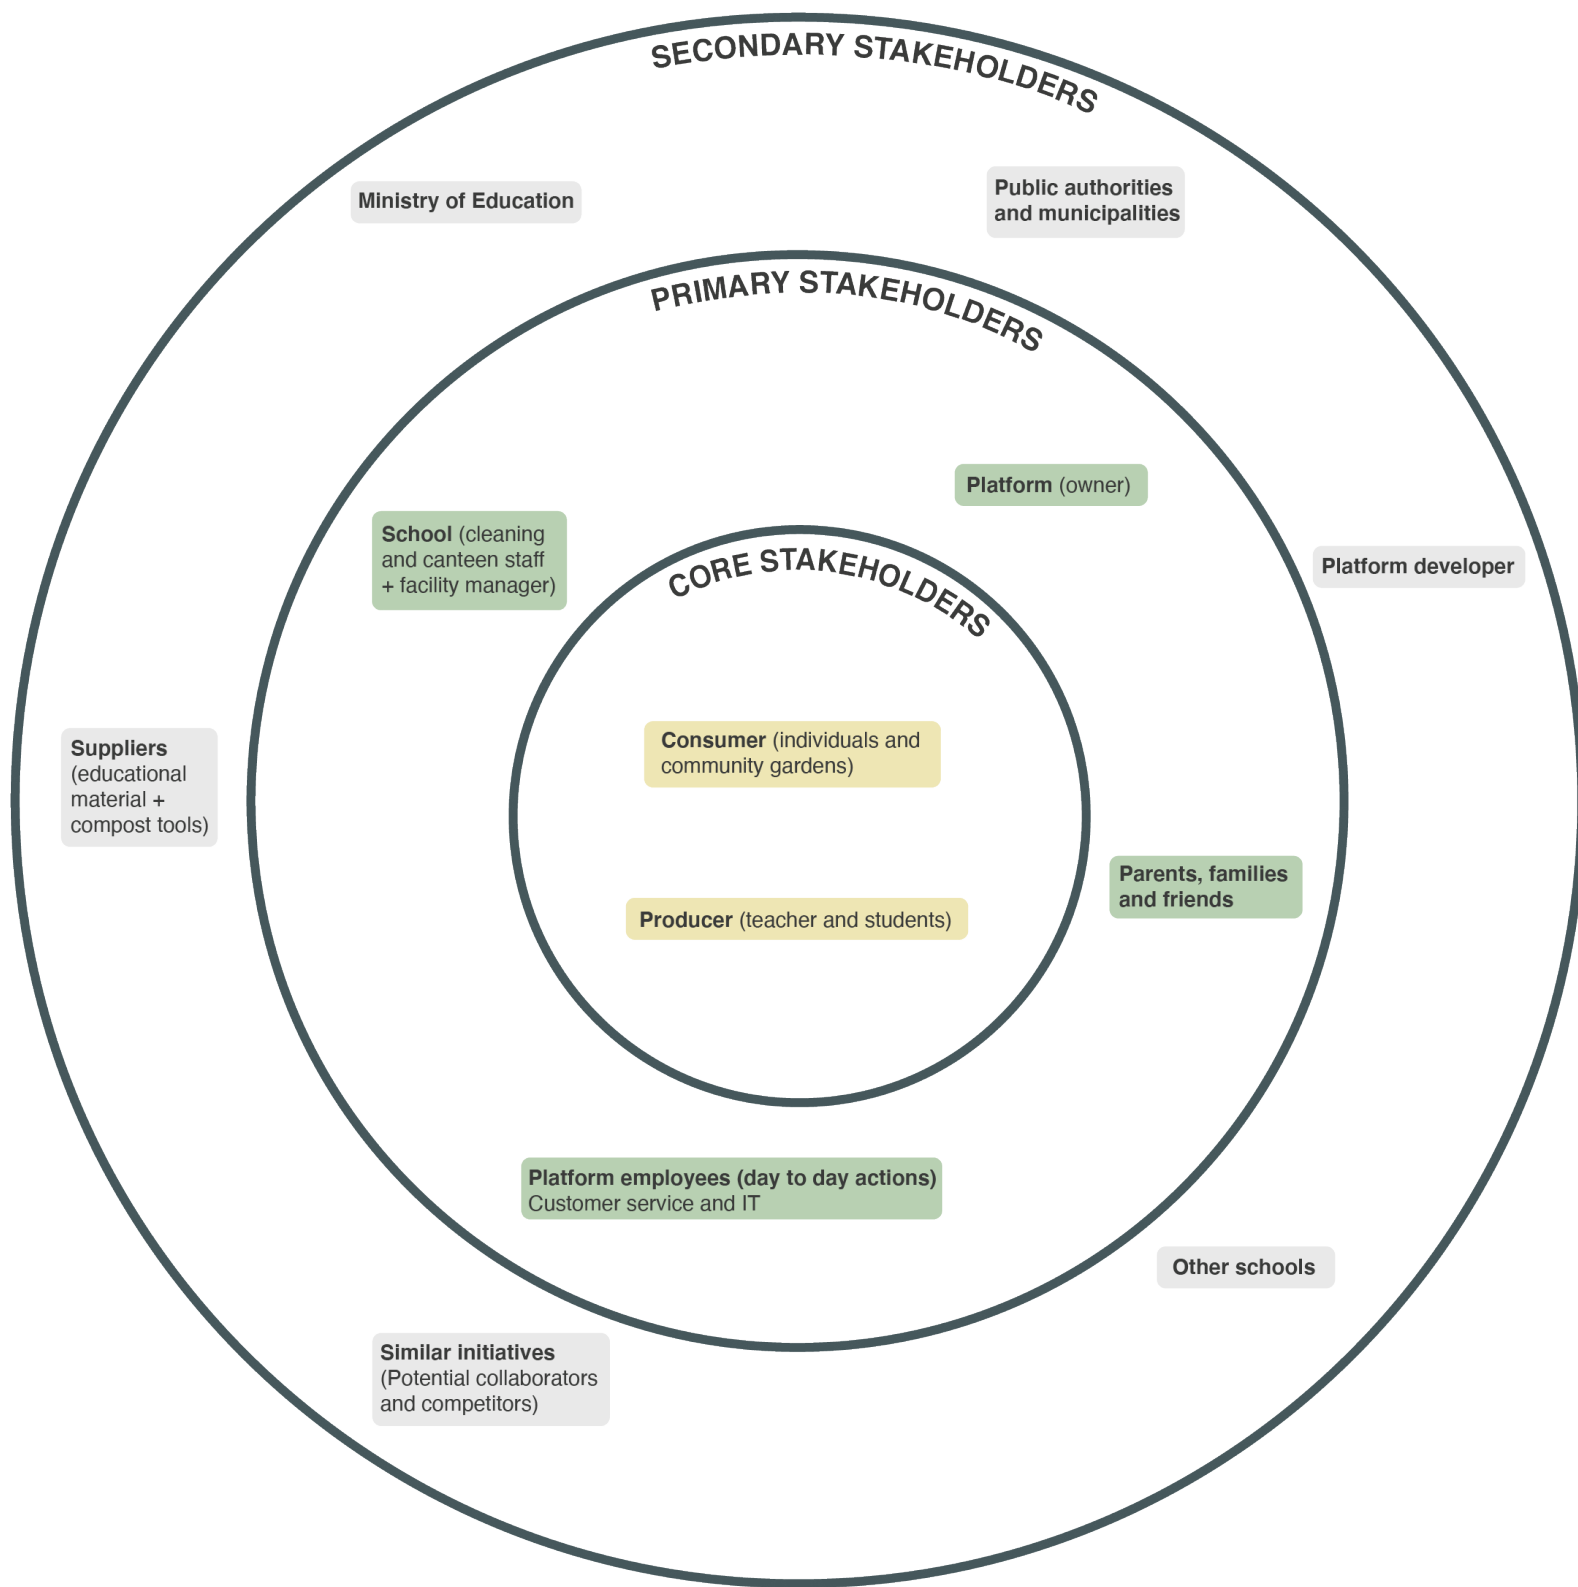 SECONDARY STAKEHOLDERS
Ministry of Education
Public authorities
and municipalities
PRIMARY STAKEHOLDERS
Platform (owner)
School (cleaning
and canteen staff
+ facility manager)
CORE STAKEHOLDERS
Platform developer
Suppliers
(educational
material +
compost tools)
Consumer (individuals and
community gardens)
Parents, families
and friends
Producer (teacher and students)
Platform employees (day to day actions)
Customer service and IT
Other schools
Similar initiatives
(Potential collaborators
and competitors)